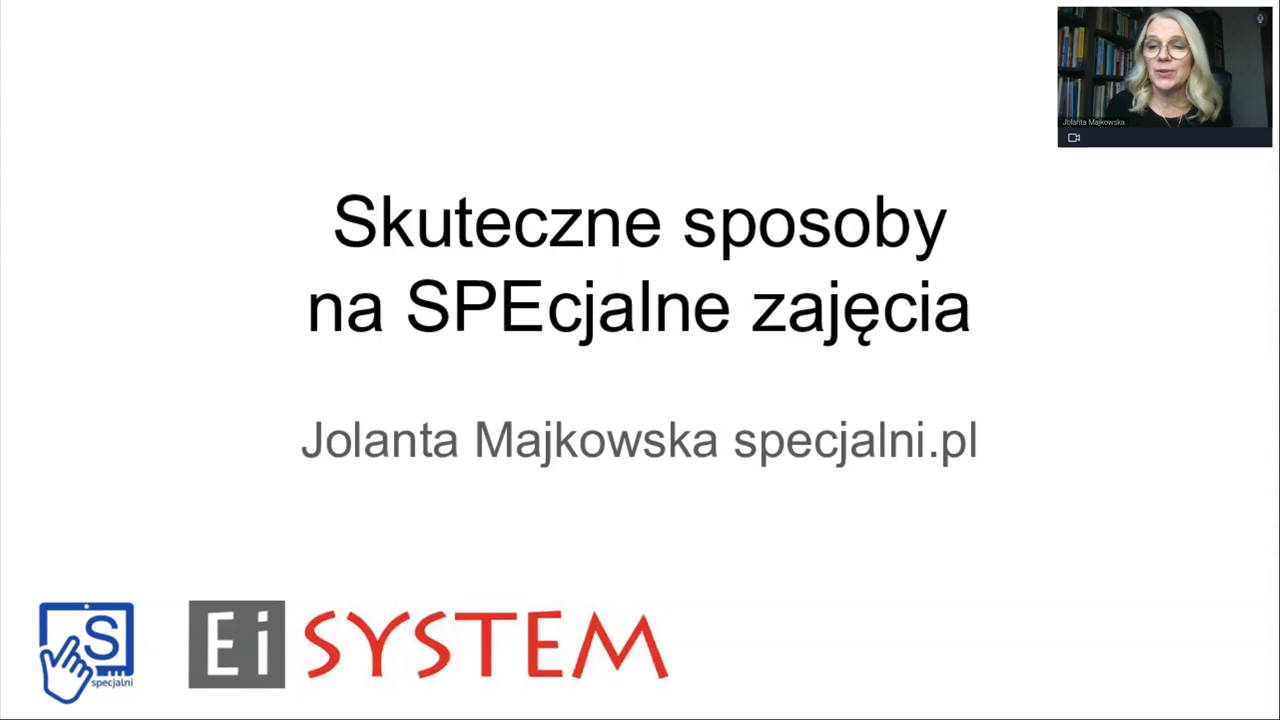 Jolanta Majkowska
Skuteczne sposoby
na SPEcjalne zajęcia
Jolanta Majkowska specjalni.pl
S
specjalni
Ei SYSTEM